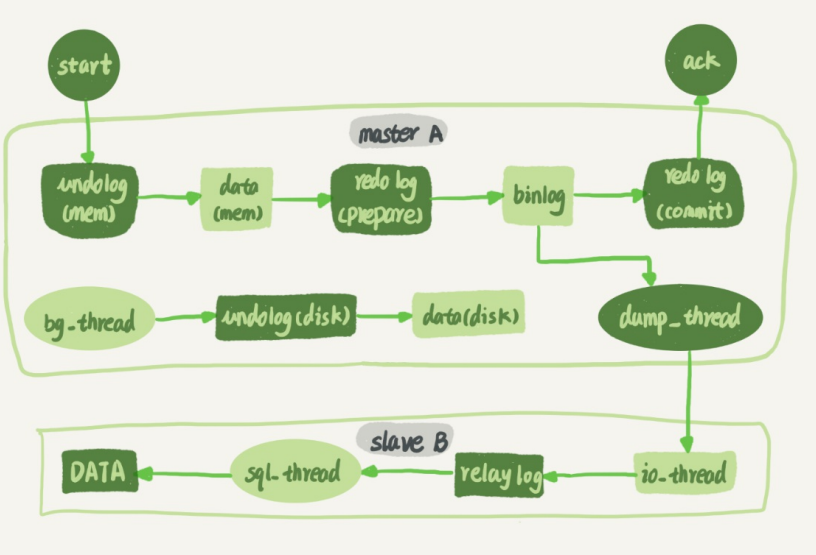 start
ack
master A
undolog
(mem)
data
(mem)
redo log
(prepare)
binlog
redo log
(commit)
bg_thread
undolog(disk)
data(disk)
dump_thread
slave B
DATA
sql_thread
relay log
io_thread